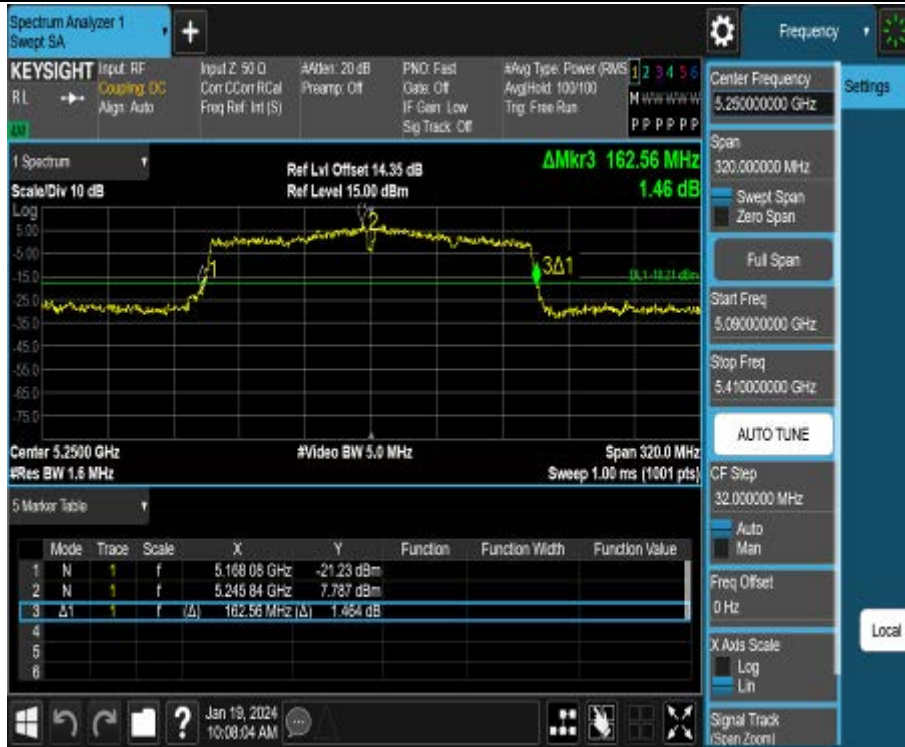 Spectrum Analyzer 1
Swept SA
+
Frequency
KEYSIGHT
RL
Input: RF
Coupling: DC
Align: Auto
Input Z: 50 Ω
Corr CCorr RCal
Freq Ref: Int (S)
#Atten: 20 dB
Preamp: Off
PNO: Fast
Gate: Off
IF Gain: Low
Sig Track: Off
#Avg Type: Power (RMS
Avg|Hold: 100/100
Trig: Free Run
1 2 3 4 5 6
M W W W W W
P P P P P P
1 Spectrum
Scale/Div 10 dB
Ref Lvl Offset 14.35 dB
Ref Level 15.00 dBm
ΔMkr3 162.56 MHz
1.46 dB
Log
5.00
-5.00
-15.0
-25.0
-35.0
-45.0
-55.0
-65.0
-75.0
1
2
3Δ1
Center 5.2500 GHz
#Video BW 5.0 MHz
Span 320.0 MHz
#Res BW 1.6 MHz
Sweep 1.00 ms (1001 pts)
5 Marker Table
Mode Trace Scale X Y Function Function Width Function Value
1 N 1 f 5.168 08 GHz -21.23 dBm
2 N 1 f 5.245 84 GHz 7.787 dBm
3 Δ1 1 f (Δ) 162.56 MHz (Δ) 1.464 dB
4
5
6
Jan 19, 2024
10:08:04 AM
Center Frequency
5.250000000 GHz
Settings
Span
320.000000 MHz
Swept Span
Zero Span
Full Span
Start Freq
5.090000000 GHz
Stop Freq
5.410000000 GHz
AUTO TUNE
CF Step
32.000000 MHz
Auto
Man
Freq Offset
0 Hz
X Axis Scale
Log
Lin
Local
Signal Track
(Span Zoom)